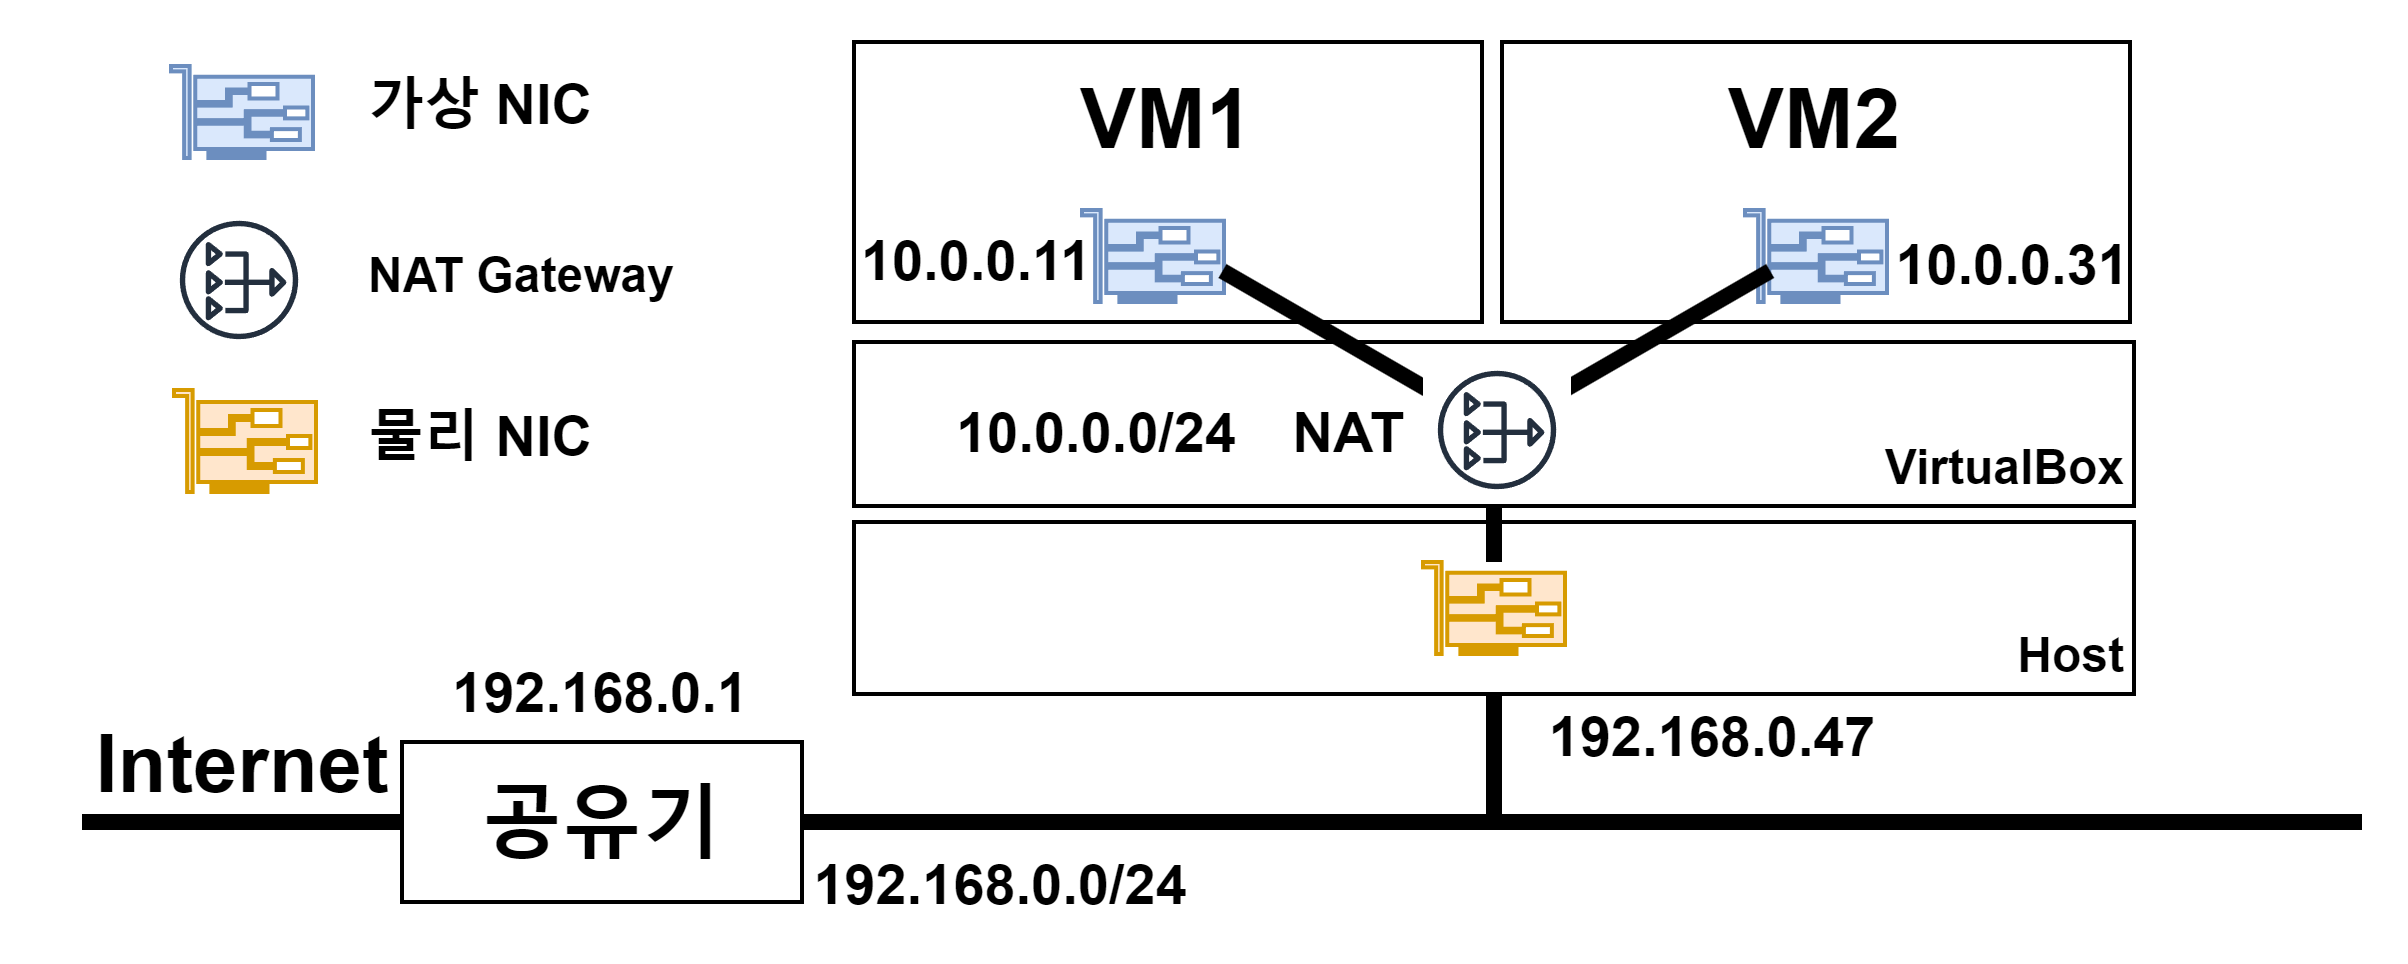 가상 NIC
NAT Gateway
물리 NIC
VM1
10.0.0.11
VM2
10.0.0.31
10.0.0.0/24
NAT
VirtualBox
Host
192.168.0.1
192.168.0.47
Internet
공유기
192.168.0.0/24